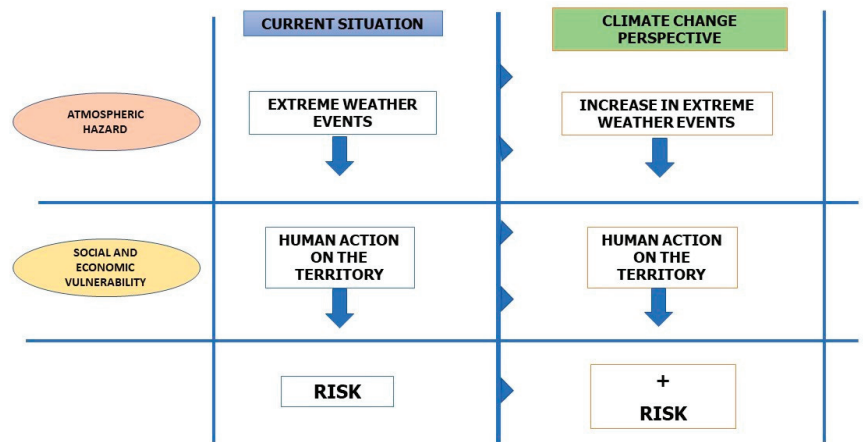 CURRENT SITUATION
CLIMATE CHANGE
PERSPECTIVE
ATMOSPHERIC
HAZARD
EXTREME WEATHER
EVENTS
INCREASE IN EXTREME
WEATHER EVENTS
SOCIAL AND
ECONOMIC
VULNERABILITY
HUMAN ACTION
ON THE
TERRITORY
HUMAN ACTION
ON THE
TERRITORY
RISK
+
RISK